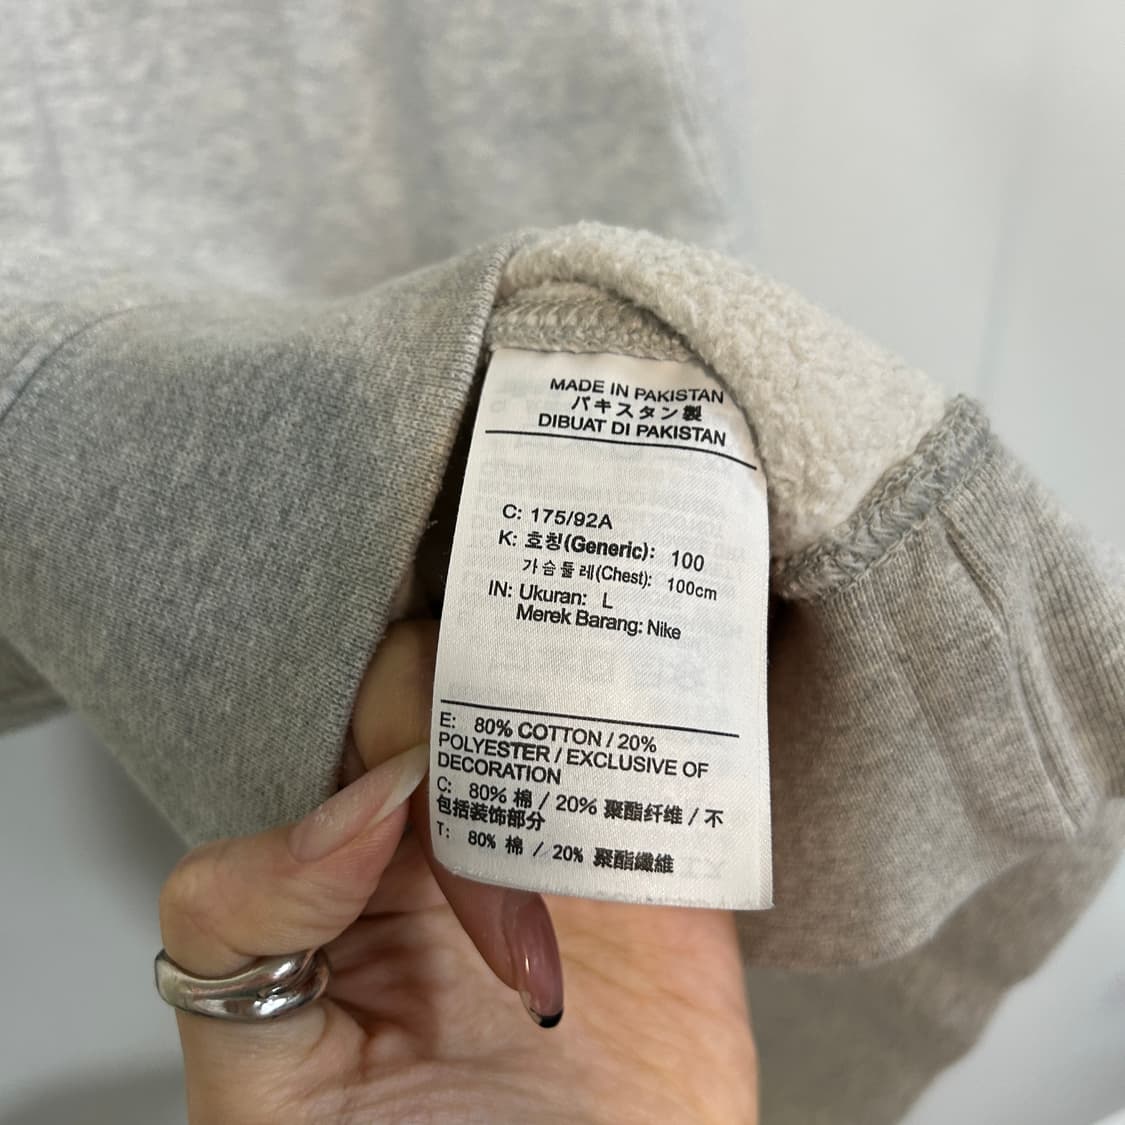 MADE IN PAKISTAN
パキスタン製
DIBUAT DI PAKISTAN
C: 175/92A
K: 호칭(Generic): 100
가슴둘레(Chest): 100cm
IN: Ukuran: L
Merek Barang: Nike
E: 80% COTTON / 20%
POLYESTER / EXCLUSIVE OF
DECORATION
C: 80% 棉 / 20% 聚酯纤维 / 不
包括装饰部分
T: 80% 棉 / 20% 聚酯纖維